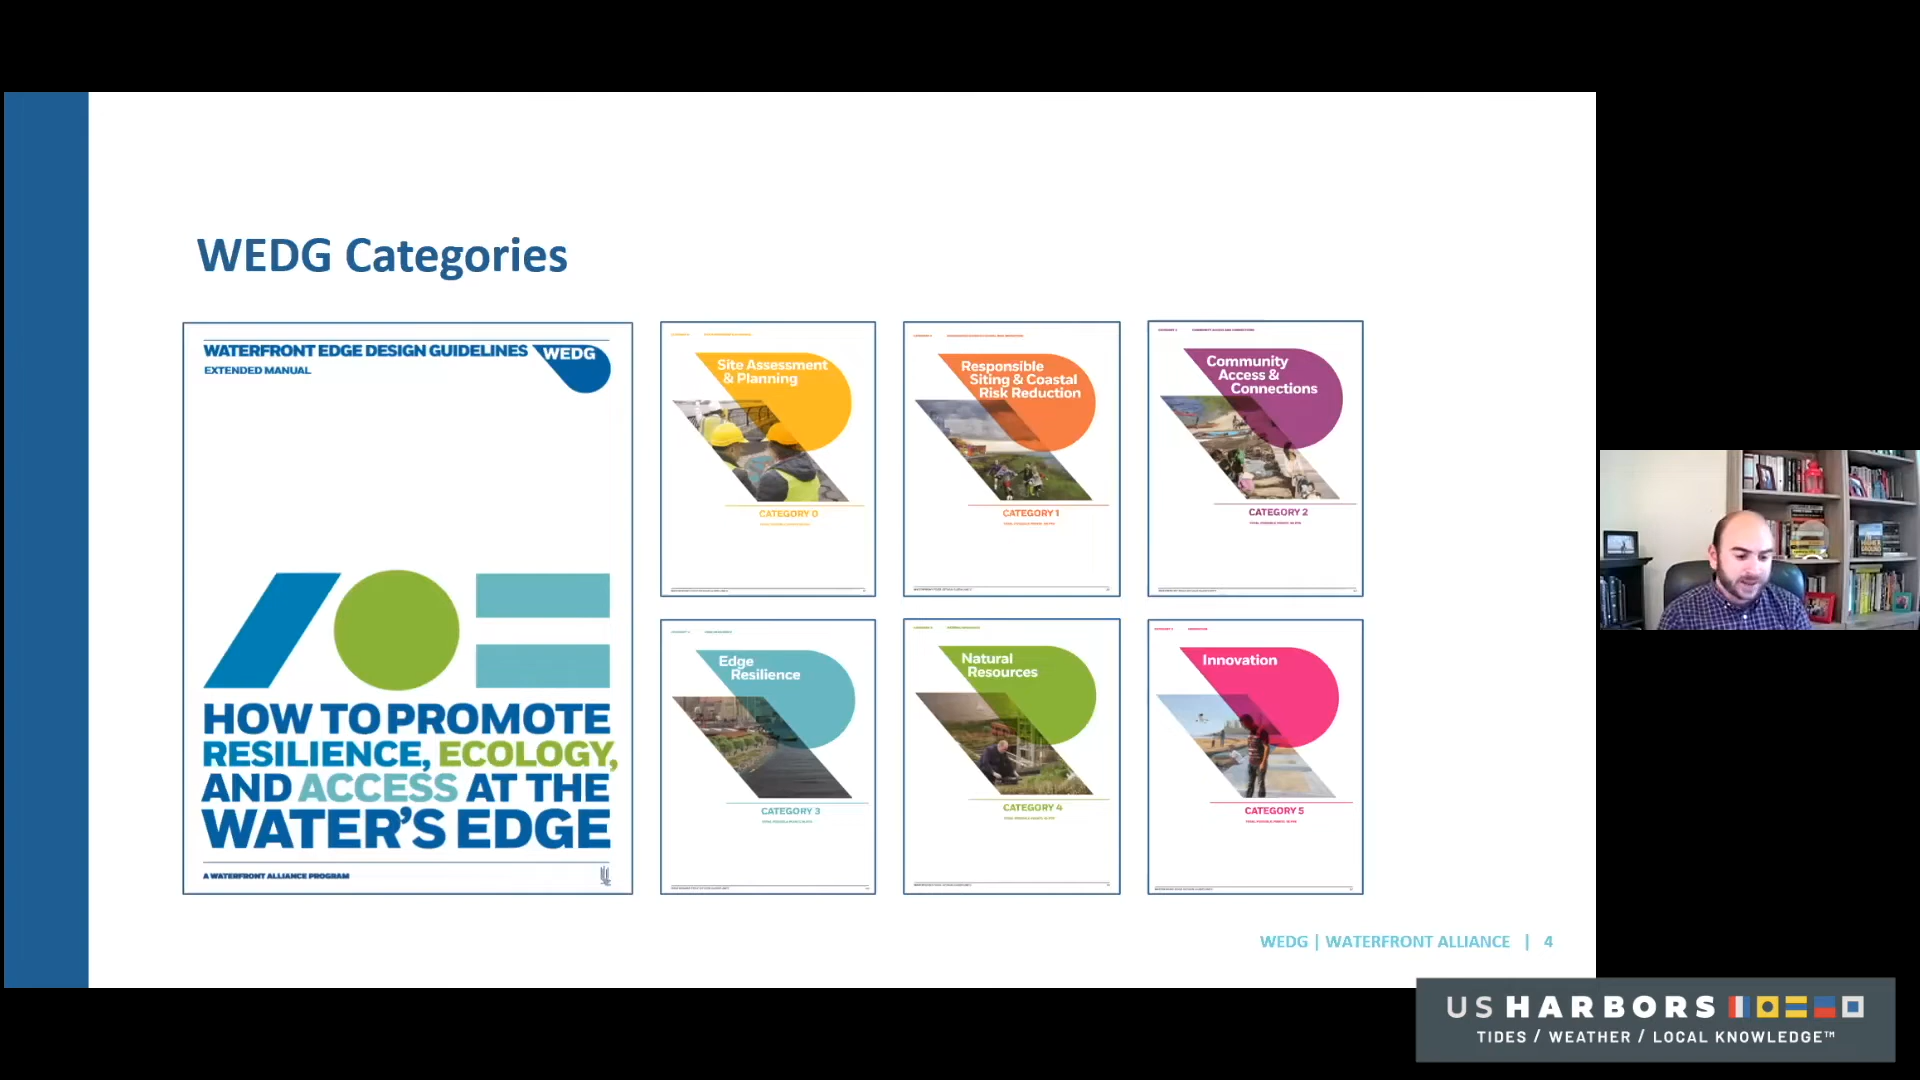 WEDG Categories
WATERFRONT EDGE DESIGN GUIDELINES
WEDG
EXTENDED MANUAL
HOW TO PROMOTE
RESILIENCE, ECOLOGY,
AND ACCESS AT THE
WATER'S EDGE
A WATERFRONT ALLIANCE PROGRAM
Site Assessment
& Planning
CATEGORY 0
Responsible
Siting & Coastal
Risk Reduction
CATEGORY 1
Community
Access &
Connections
CATEGORY 2
Edge
Resilience
CATEGORY 3
Natural
Resources
CATEGORY 4
Innovation
CATEGORY 5
WEDG | WATERFRONT ALLIANCE | 4
US HARBORS
TIDES / WEATHER / LOCAL KNOWLEDGE™